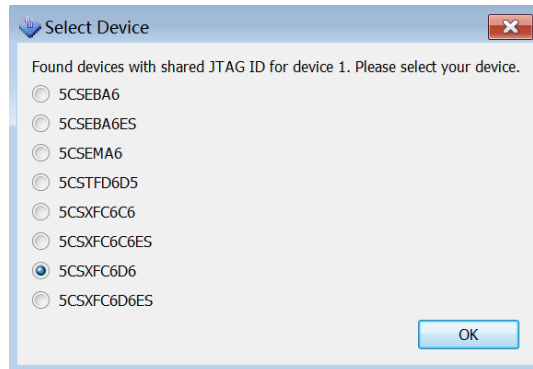 Select Device
Found devices with shared JTAG ID for device 1. Please select your device.
5CSEBA6
5CSEBA6ES
5CSEMA6
5CSTFD6D5
5CSXFC6C6
5CSXFC6C6ES
5CSXFC6D6
5CSXFC6D6ES
OK